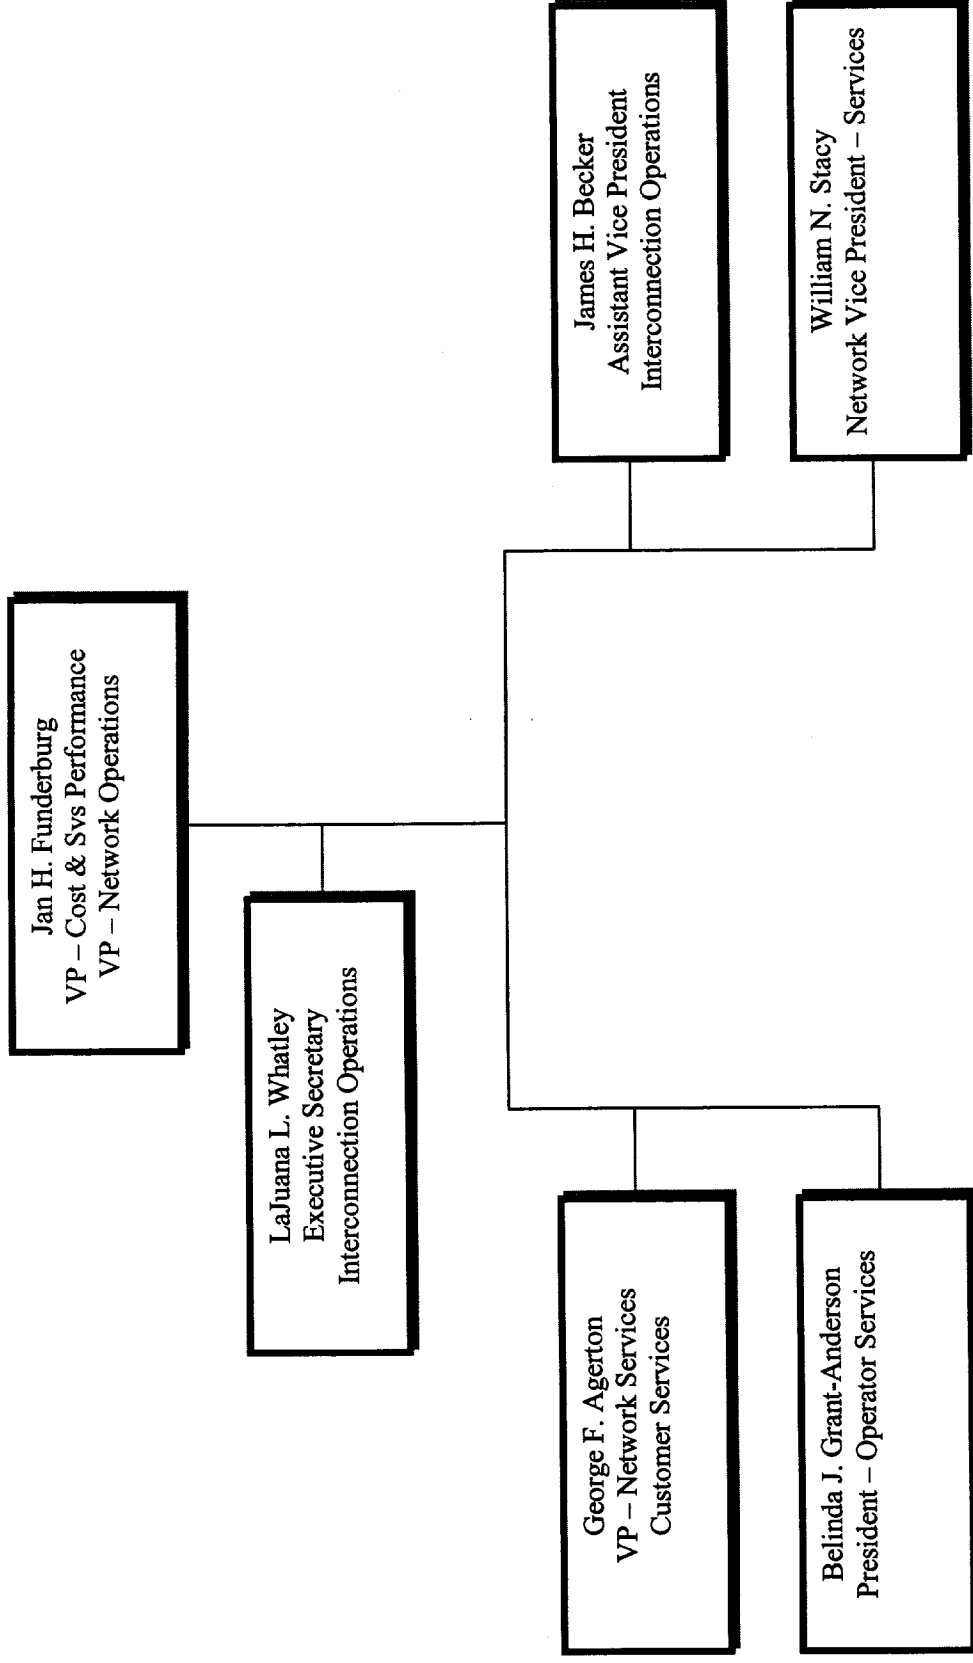 Jan H. Funderburg
VP – Cost & Svs Performance
VP – Network Operations
LaJuana L. Whatley
Executive Secretary
Interconnection Operations
George F. Agerton
VP – Network Services
Customer Services
James H. Becker
Assistant Vice President
Interconnection Operations
Belinda J. Grant-Anderson
President – Operator Services
William N. Stacy
Network Vice President – Services